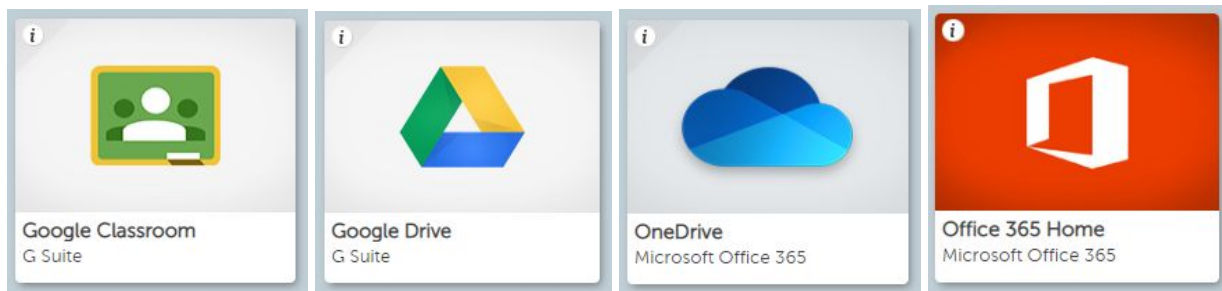 i
Google Classroom
G Suite
i
Google Drive
G Suite
i
OneDrive
Microsoft Office 365
i
Office 365 Home
Microsoft Office 365